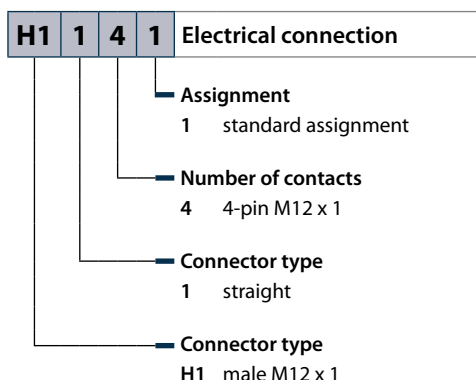 H1 1 4 1 Electrical connection
Assignment
1 standard assignment
Number of contacts
4 4-pin M12 x 1
Connector type
1 straight
Connector type
H1 male M12 x 1